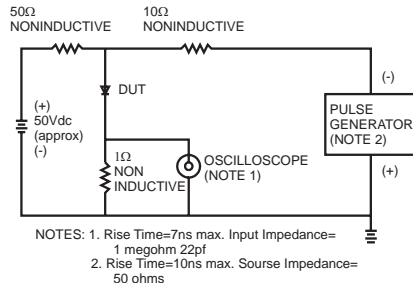 50Ω
NONINDUCTIVE
10Ω
NONINDUCTIVE
DUT
(+)
50Vdc
(approx)
(-)
1Ω
NON
INDUCTIVE
OSCILLOSCOPE
(NOTE 1)
(-)
PULSE
GENERATOR
(NOTE 2)
(+)
NOTES: 1. Rise Time=7ns max. Input Impedance=
1 megohm 22pf
2. Rise Time=10ns max. Sourse Impedance=
50 ohms